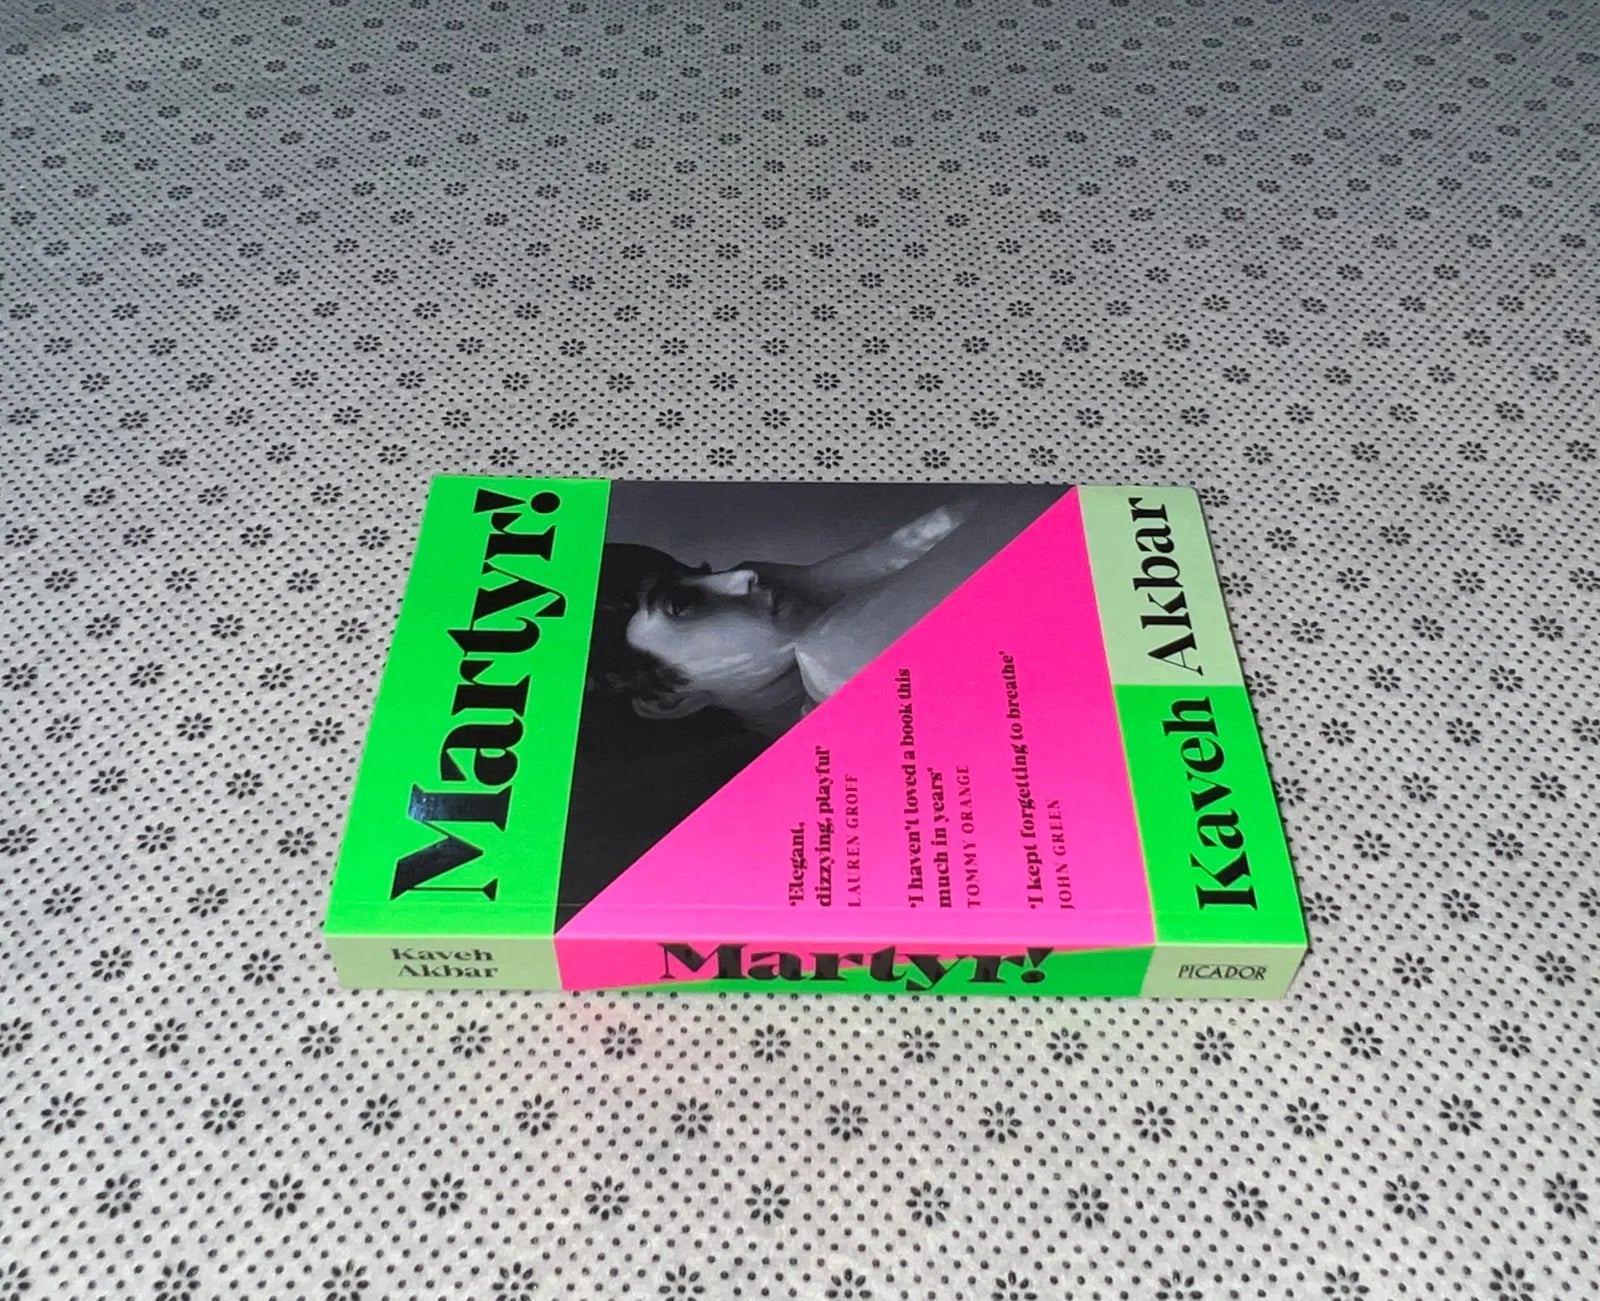 Martyr!
‘Elegant,
dizzying, playful’
LAUREN GROFF
‘I haven’t loved a book this
much in years’
TOMMY ORANGE
‘I kept forgetting to breathe’
JOHN GREEN
Kaveh Akbar
Kaveh
Akbar
Martyr!
PICADOR